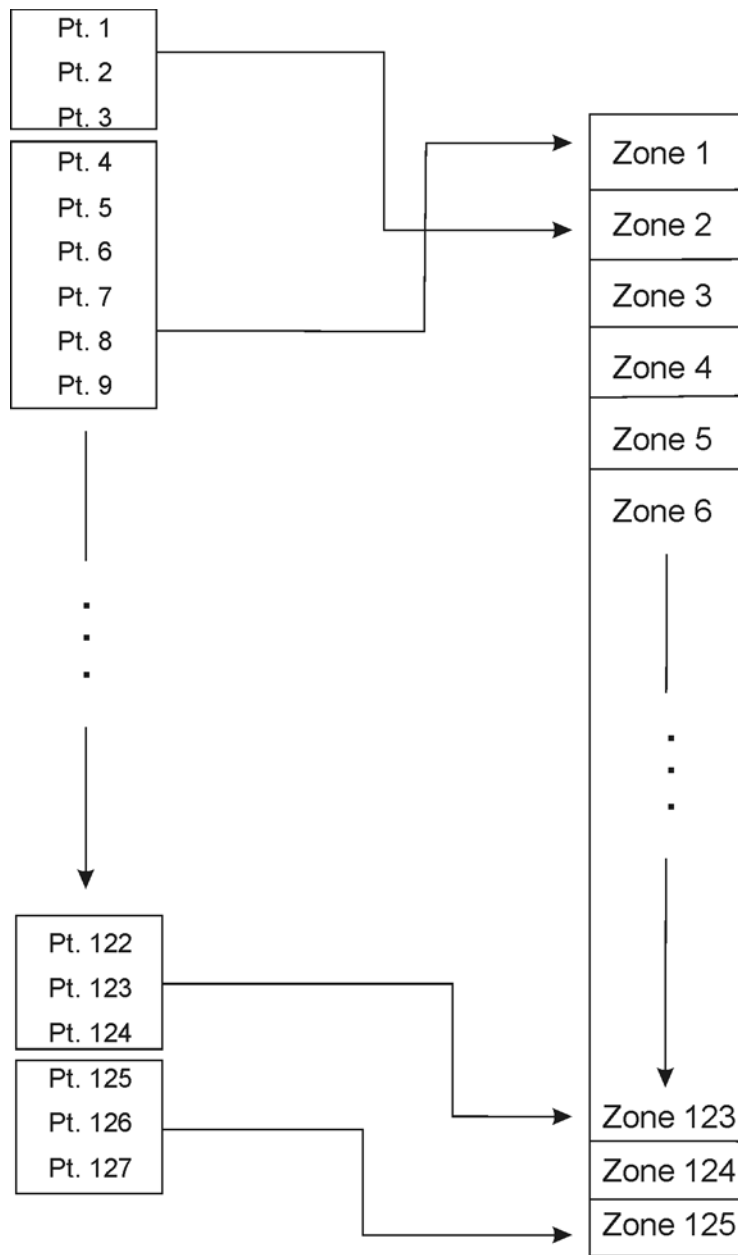 Pt. 1
Pt. 2
Pt. 3
Pt. 4
Pt. 5
Pt. 6
Pt. 7
Pt. 8
Pt. 9
Pt. 122
Pt. 123
Pt. 124
Pt. 125
Pt. 126
Pt. 127
Zone 1
Zone 2
Zone 3
Zone 4
Zone 5
Zone 6
Zone 123
Zone 124
Zone 125